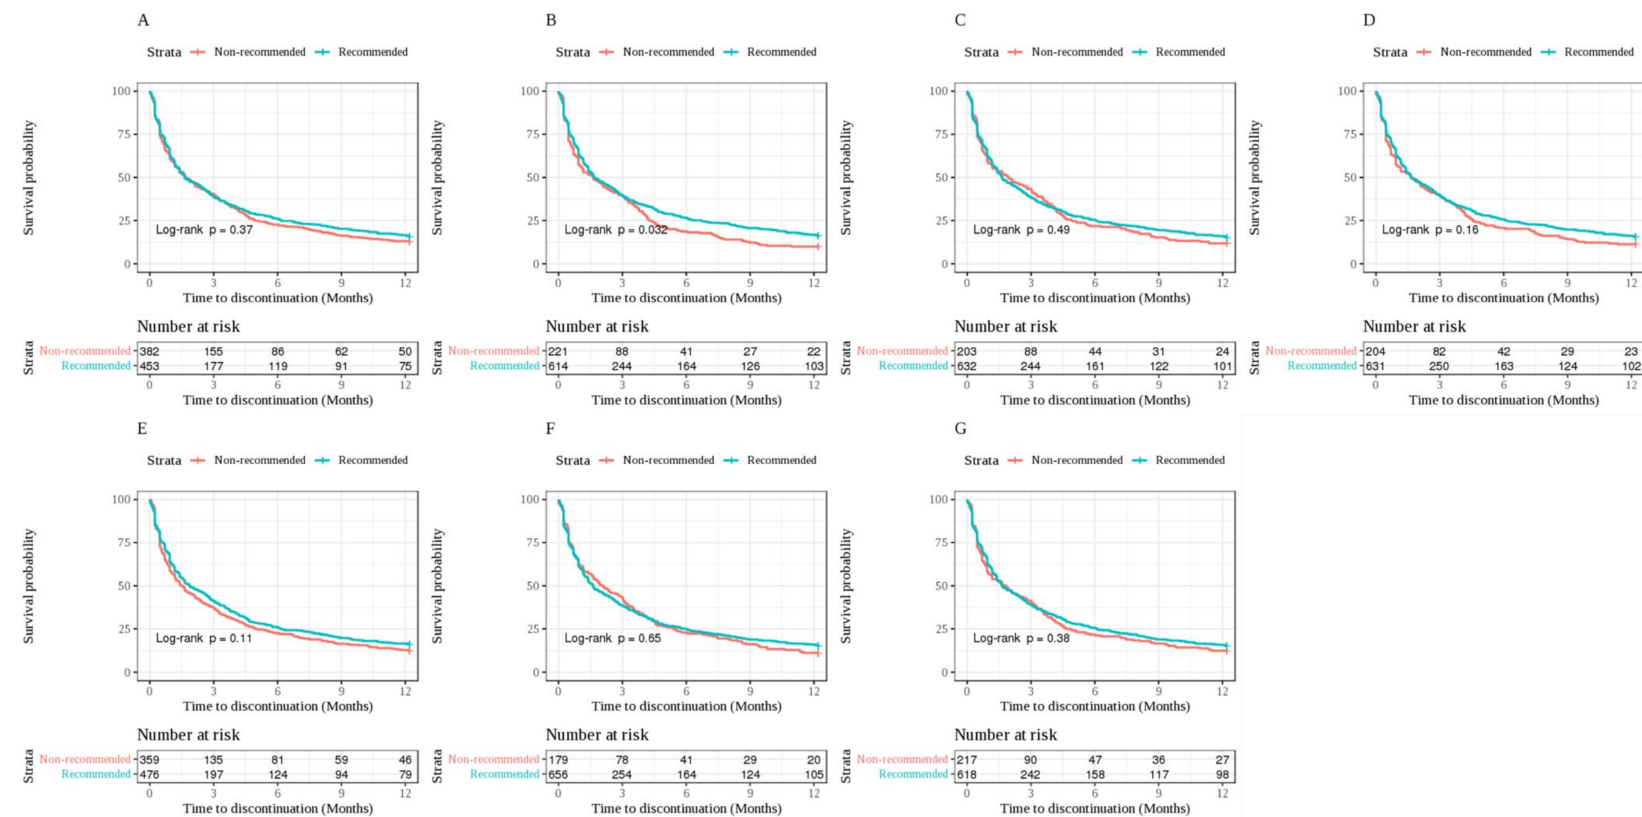 A
Strata Non-recommended Recommended
Survival probability
100
75
50
25
0
Log-rank p = 0.37
0 3 6 9 12
Time to discontinuation (Months)
Number at risk
Strata
Non-recommended 382 155 86 62 50
Recommended 453 177 119 91 75
0 3 6 9 12
Time to discontinuation (Months)
B
Strata Non-recommended Recommended
Survival probability
100
75
50
25
0
Log-rank p = 0.032
0 3 6 9 12
Time to discontinuation (Months)
Number at risk
Strata
Non-recommended 221 88 41 27 22
Recommended 614 244 164 126 103
0 3 6 9 12
Time to discontinuation (Months)
C
Strata Non-recommended Recommended
Survival probability
100
75
50
25
0
Log-rank p = 0.49
0 3 6 9 12
Time to discontinuation (Months)
Number at risk
Strata
Non-recommended 203 88 44 31 24
Recommended 632 244 161 122 101
0 3 6 9 12
Time to discontinuation (Months)
D
Strata Non-recommended Recommended
Survival probability
100
75
50
25
0
Log-rank p = 0.16
0 3 6 9 12
Time to discontinuation (Months)
Number at risk
Strata
Non-recommended 204 82 42 29 23
Recommended 631 250 163 124 102
0 3 6 9 12
Time to discontinuation (Months)
E
Strata Non-recommended Recommended
Survival probability
100
75
50
25
0
Log-rank p = 0.11
0 3 6 9 12
Time to discontinuation (Months)
Number at risk
Strata
Non-recommended 359 135 81 59 46
Recommended 476 197 124 94 79
0 3 6 9 12
Time to discontinuation (Months)
F
Strata Non-recommended Recommended
Survival probability
100
75
50
25
0
Log-rank p = 0.65
0 3 6 9 12
Time to discontinuation (Months)
Number at risk
Strata
Non-recommended 179 78 41 29 20
Recommended 656 254 164 124 105
0 3 6 9 12
Time to discontinuation (Months)
G
Strata Non-recommended Recommended
Survival probability
100
75
50
25
0
Log-rank p = 0.38
0 3 6 9 12
Time to discontinuation (Months)
Number at risk
Strata
Non-recommended 217 90 47 36 27
Recommended 618 242 158 117 98
0 3 6 9 12
Time to discontinuation (Months)